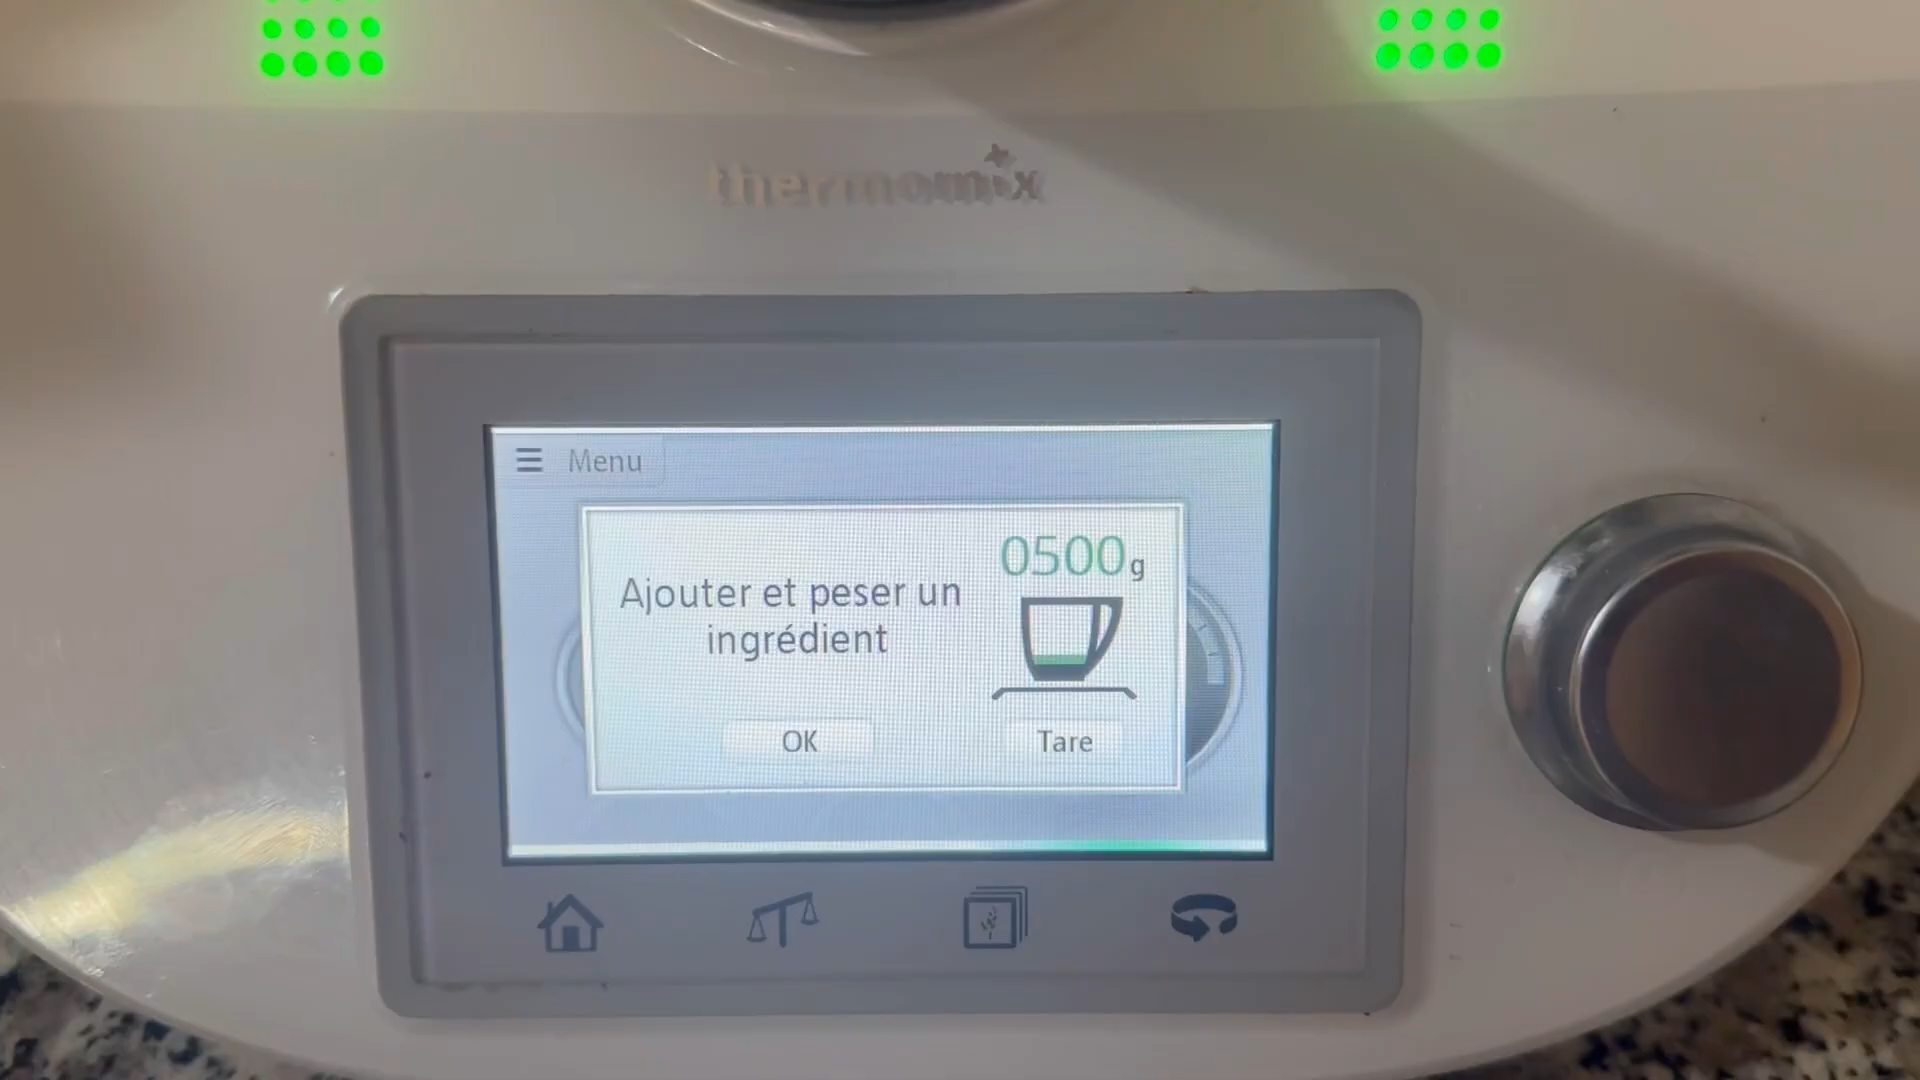 thermomix
Menu
0500g
Ajouter et peser un
ingrédient
OK
Tare